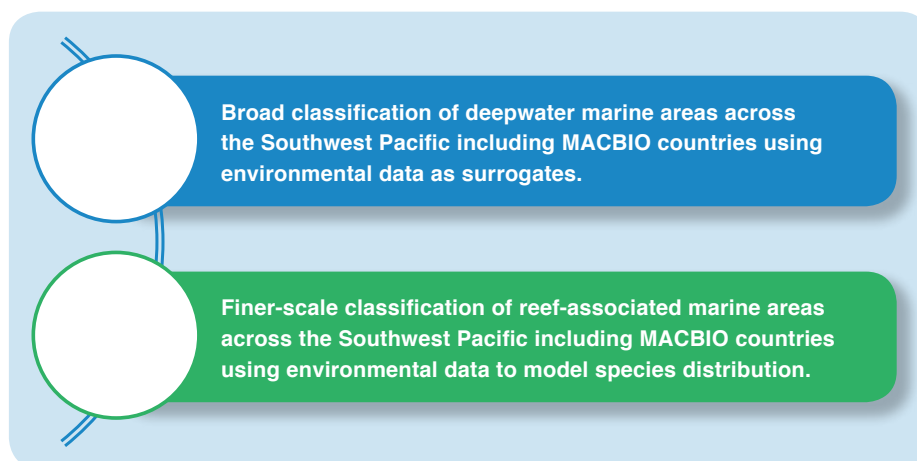 Broad classification of deepwater marine areas across
the Southwest Pacific including MACBIO countries using
environmental data as surrogates.
Finer-scale classification of reef-associated marine areas
across the Southwest Pacific including MACBIO countries
using environmental data to model species distribution.